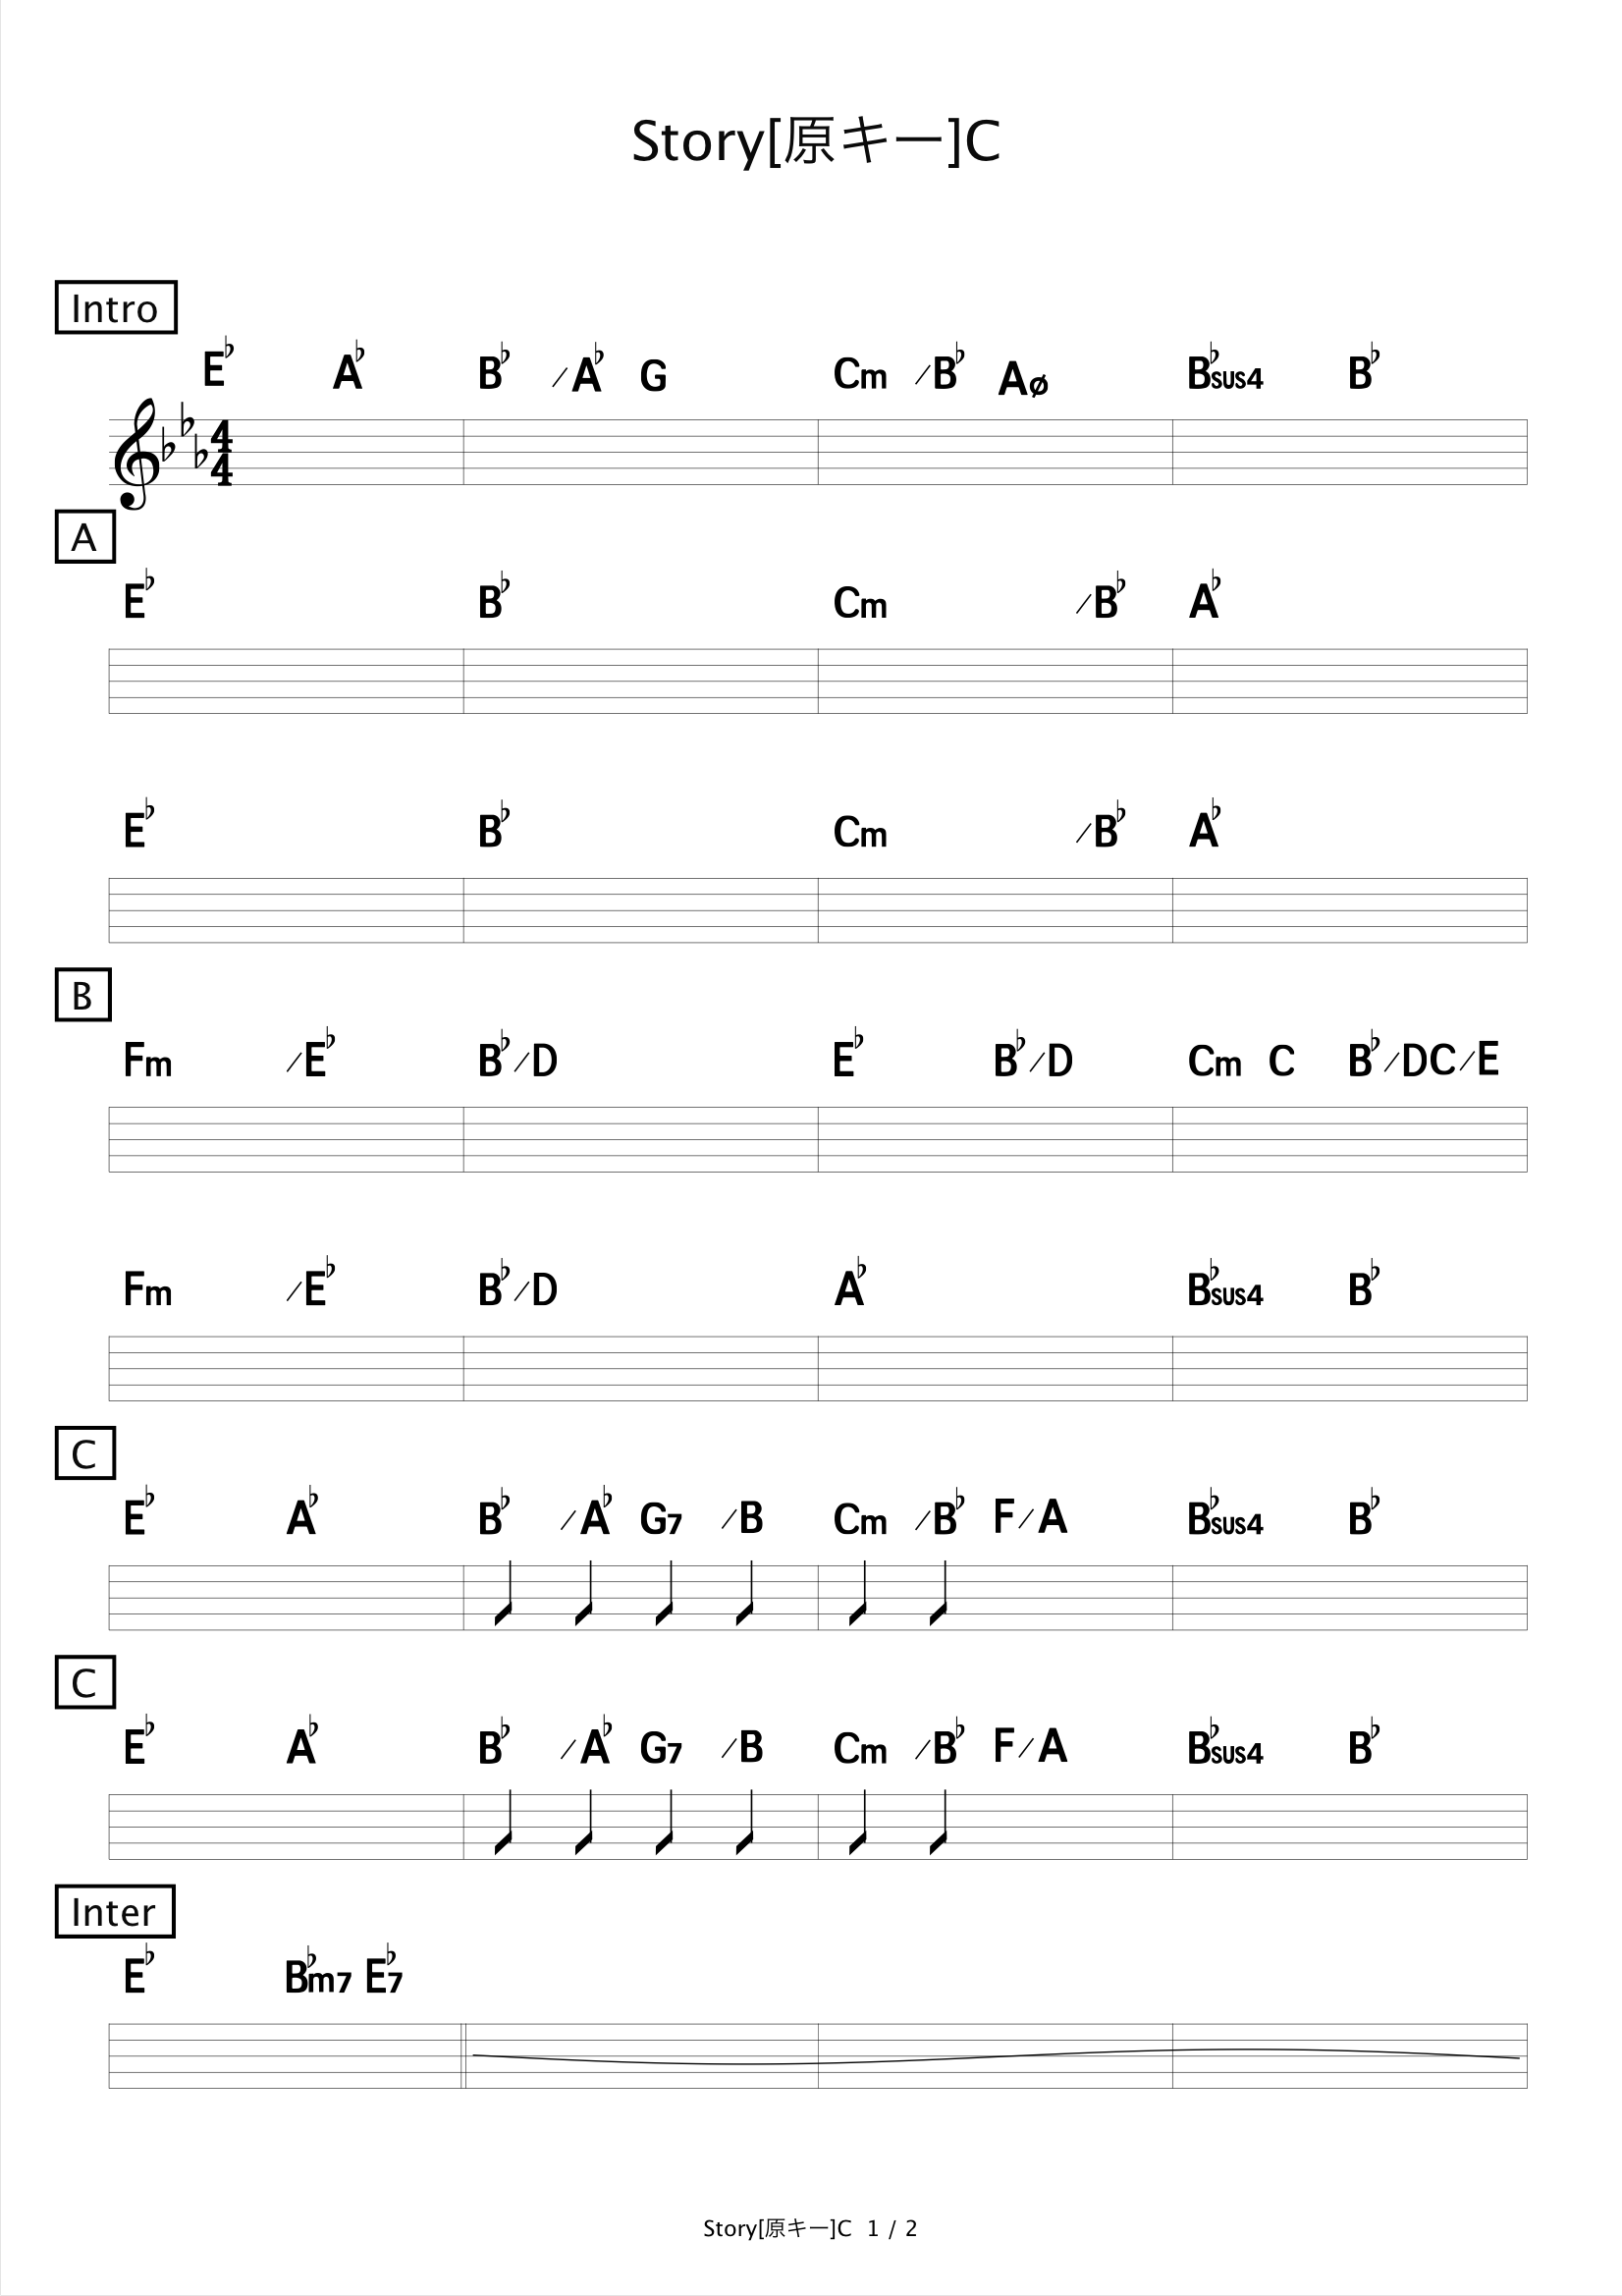 Story[原キー]C
Intro
E♭ A♭ B♭ /A♭ G Cm /B♭ Aø B♭sus4 B♭
4
4
A
E♭ B♭ Cm /B♭ A♭
E♭ B♭ Cm /B♭ A♭
B
Fm /E♭ B♭/D E♭ B♭/D Cm C B♭/D C/E
Fm /E♭ B♭/D A♭ B♭sus4 B♭
C
E♭ A♭ B♭ /A♭ G7 /B Cm /B♭ F/A B♭sus4 B♭
C
E♭ A♭ B♭ /A♭ G7 /B Cm /B♭ F/A B♭sus4 B♭
Inter
E♭ B♭m7 E♭7
Story[原キー]C 1 / 2